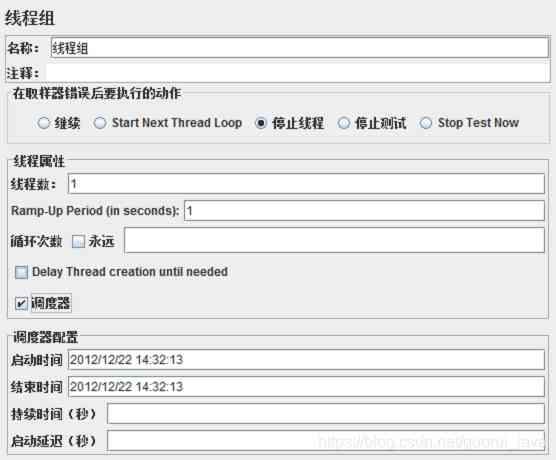 线程组
名称： 线程组
注释：
在取样器错误后要执行的动作
继续 Start Next Thread Loop 停止线程 停止测试 Stop Test Now
线程属性
线程数： 1
Ramp-Up Period (in seconds): 1
循环次数 永远
Delay Thread creation until needed
调度器
调度器配置
启动时间 2012/12/22 14:32:13
结束时间 2012/12/22 14:32:13
持续时间（秒）
启动延迟（秒）